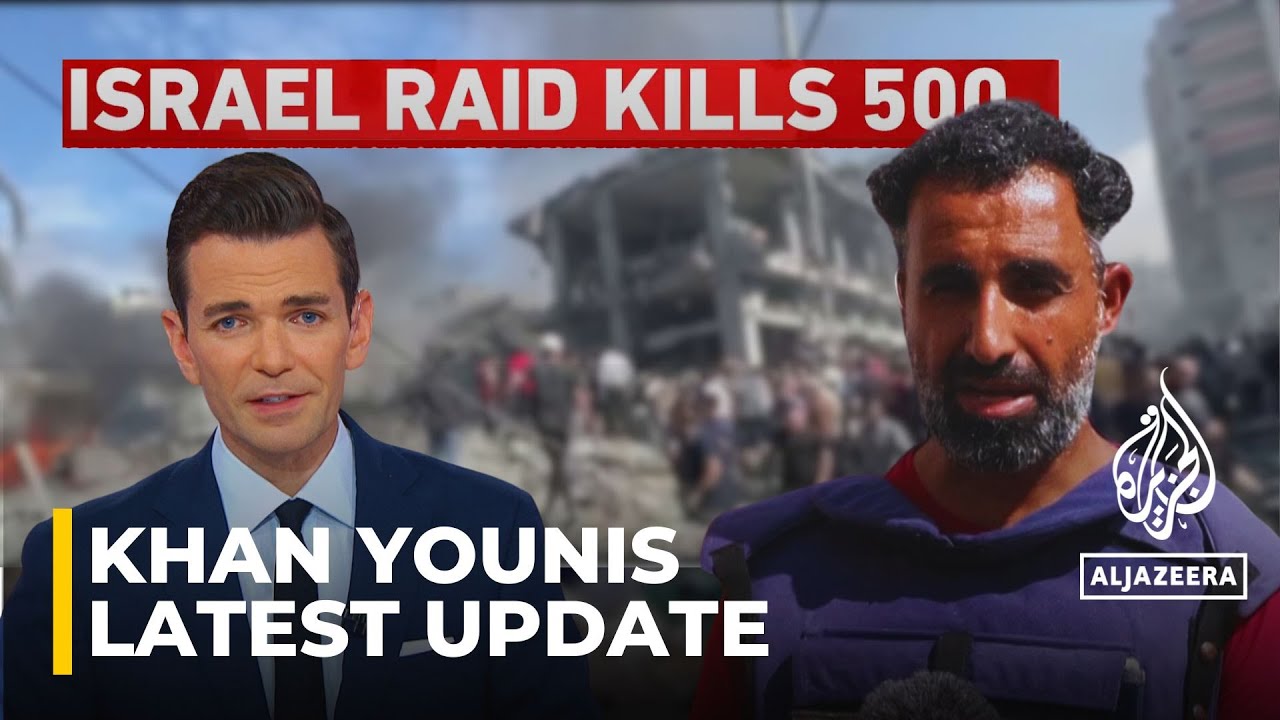 ISRAEL RAID KILLS 500
KHAN YOUNIS
LATEST UPDATE
الجزيرة
ALJAZEERA